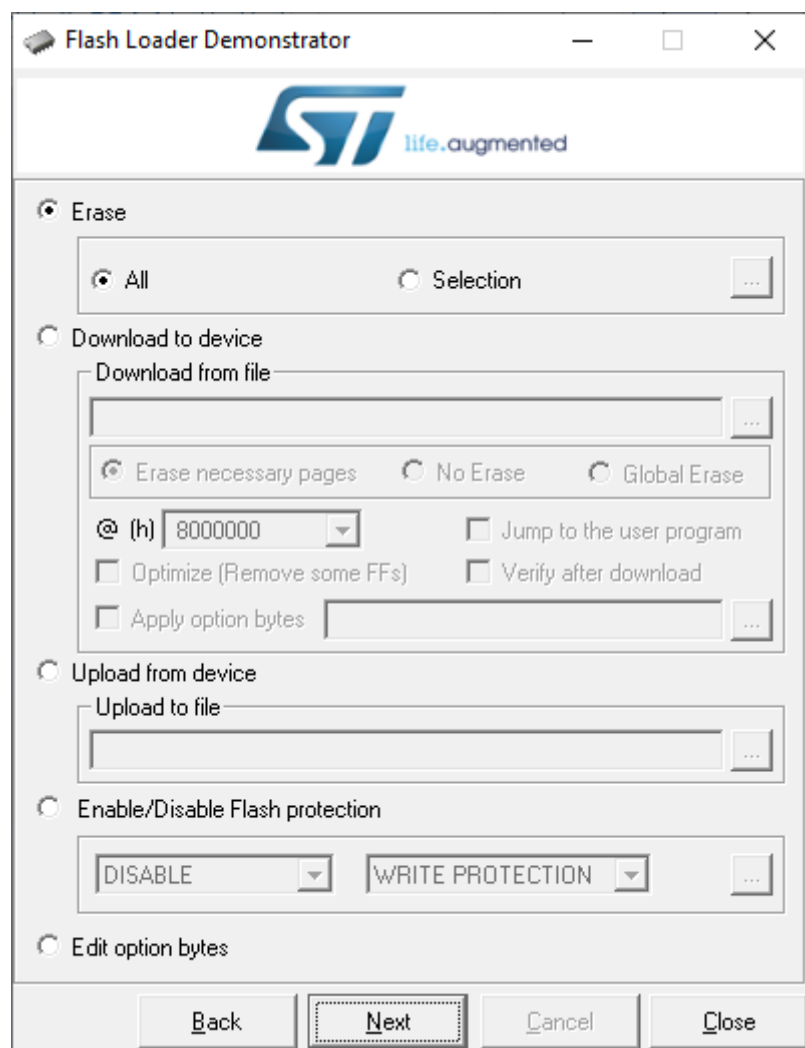 Flash Loader Demonstrator
ST life.augmented
Erase
All Selection ...
Download to device
Download from file
...
Erase necessary pages No Erase Global Erase
@ (h) 8000000 Jump to the user program
Optimize (Remove some FFs) Verify after download
Apply option bytes ...
Upload from device
Upload to file
...
Enable/Disable Flash protection
DISABLE WRITE PROTECTION ...
Edit option bytes
Back Next Cancel Close